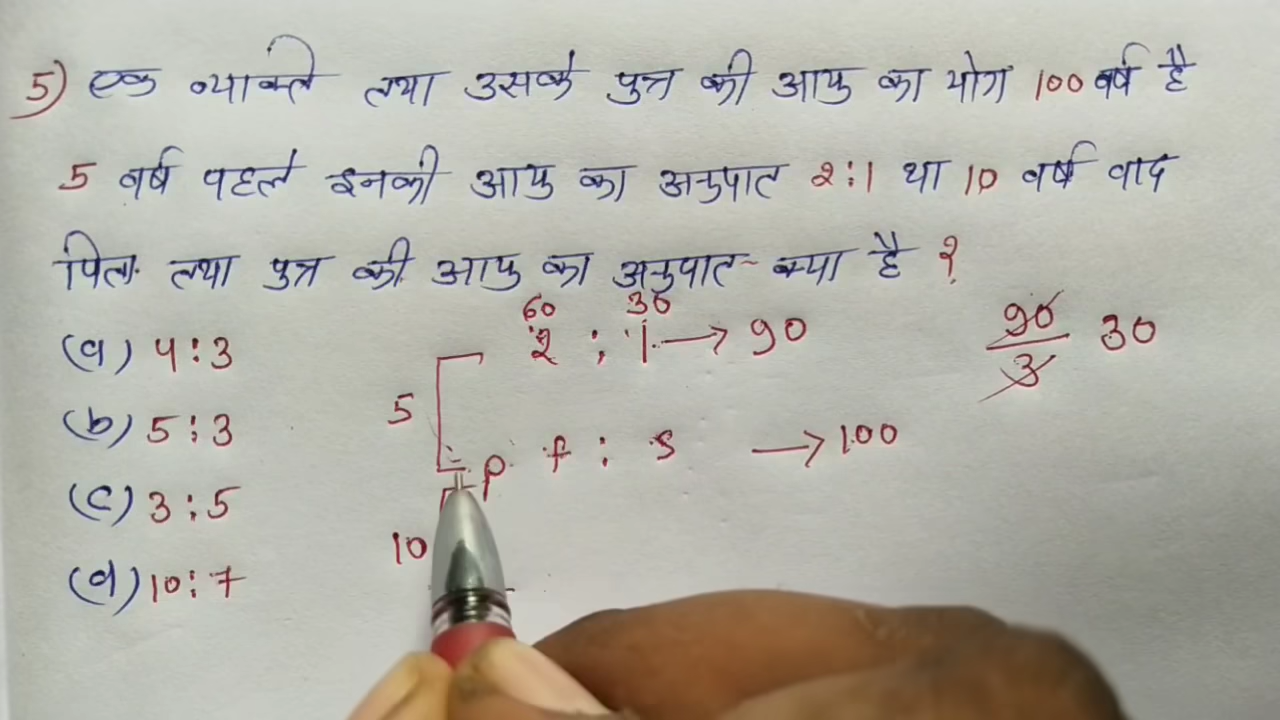 5) एक व्यक्ति तथा उसके पुत्र की आयु का योग 100 वर्ष है
5 वर्ष पहले इनकी आयु का अनुपात 2:1 था 10 वर्ष बाद
पिता तथा पुत्र की आयु का अनुपात क्या है ?
60 30
2 : 1 → 90
90/3 30
(a) 4:3
(b) 5:3
(c) 3:5
(d) 10:7
5
P f : s → 100
10